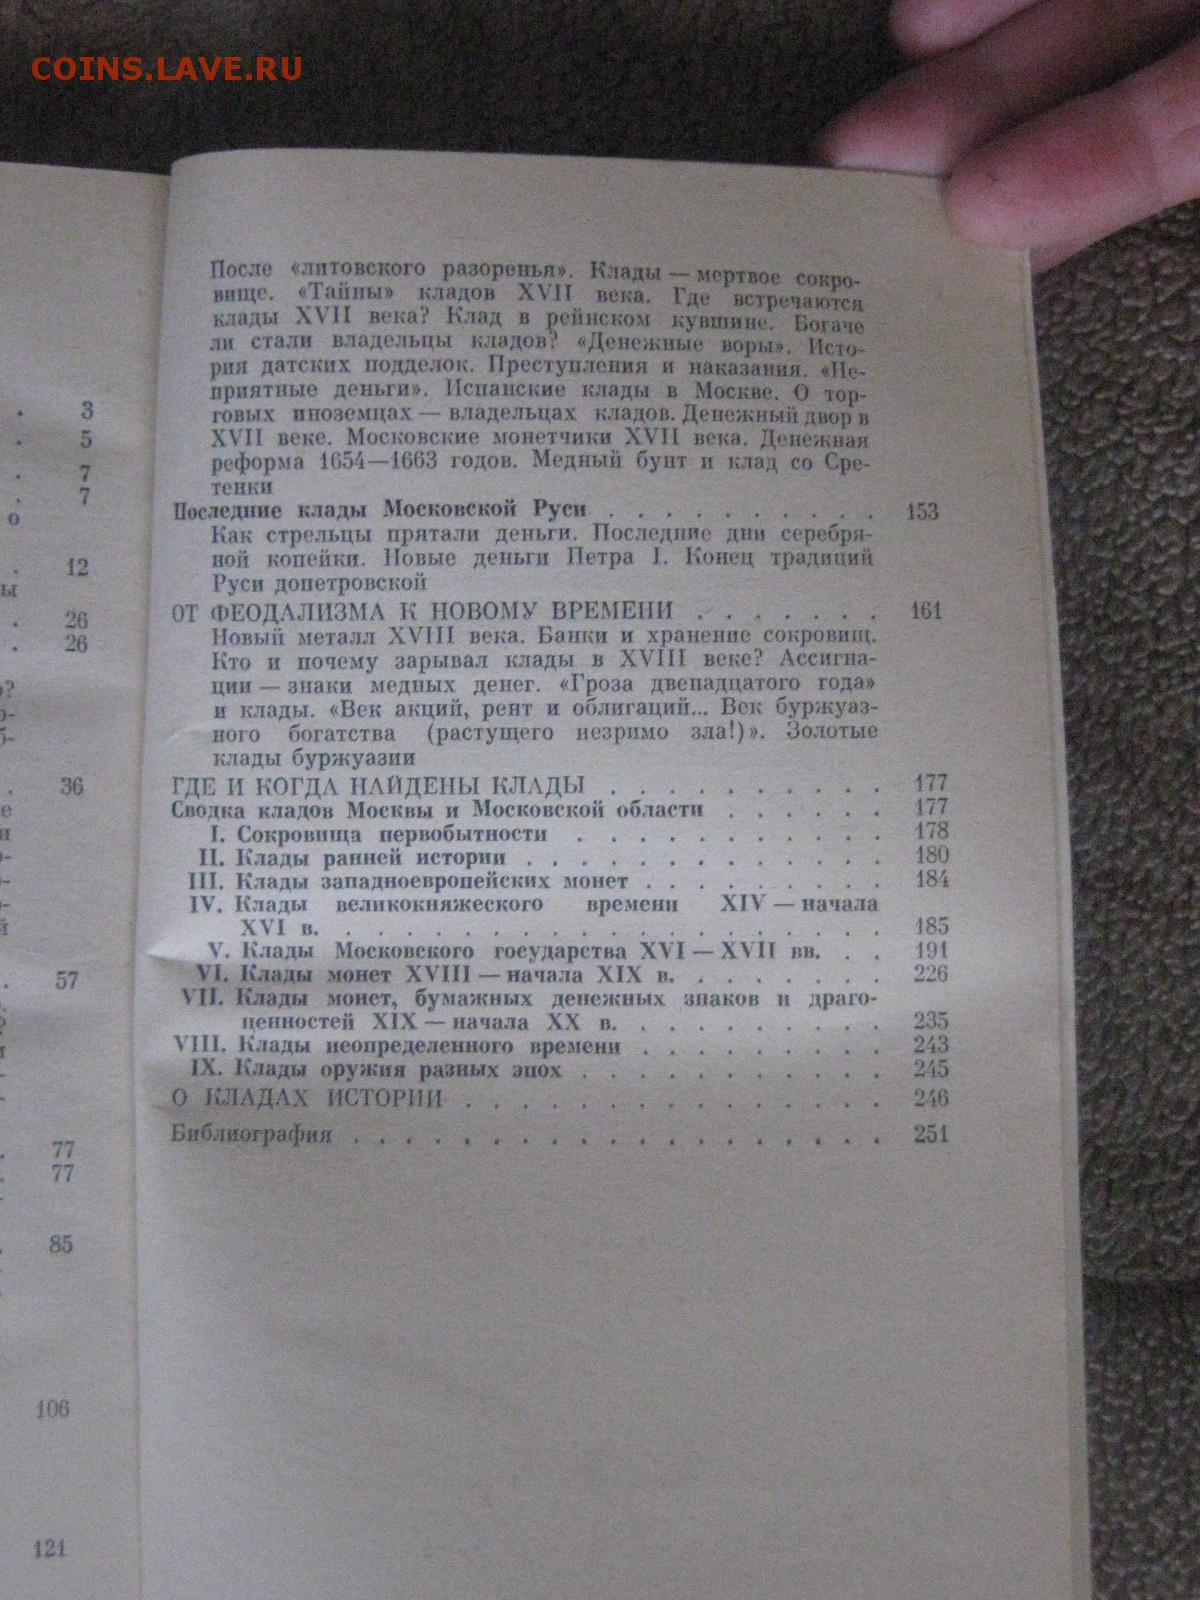 COINS.LAVE.RU
3
5
7
7
о
12
ы
26
26
36
57
77
77
85
106
121
После «литовского разоренья». Клады — мертвое сокро-
вище. «Тайны» кладов XVII века. Где встречаются
клады XVII века? Клад в рейнском кувшине. Богаче
ли стали владельцы кладов? «Денежные воры». Исто-
рия датских подделок. Преступления и наказания. «Не-
приятные деньги». Испанские клады в Москве. О тор-
говых иноземцах — владельцах кладов. Денежный двор в
XVII веке. Московские монетчики XVII века. Денежная
реформа 1654—1663 годов. Медный бунт и клад со Сре-
тенки
Последние клады Московской Руси . . . . . . . . . . . 153
Как стрельцы прятали деньги. Последние дни серебря-
ной копейки. Новые деньги Петра I. Конец традиций
Руси допетровской
ОТ ФЕОДАЛИЗМА К НОВОМУ ВРЕМЕНИ . . . . . . . 161
Новый металл XVIII века. Банки и хранение сокровищ.
Кто и почему зарывал клады в XVIII веке? Ассигна-
ции — знаки медных денег. «Гроза двенадцатого года»
и клады. «Век акций, рент и облигаций... Век буржуаз-
ного богатства (растущего незримо зла!)». Золотые
клады буржуазии
ГДЕ И КОГДА НАЙДЕНЫ КЛАДЫ . . . . . . . . . . 177
Сводка кладов Москвы и Московской области . . . . . . 177
I. Сокровища первобытности . . . . . . . . . . . 178
II. Клады ранней истории . . . . . . . . . . . . . 180
III. Клады западноевропейских монет . . . . . . . . . 184
IV. Клады великокняжеского времени XIV — начала
XVI в. . . . . . . . . . . . . . . . . . . . . 185
V. Клады Московского государства XVI — XVII вв. . . 191
VI. Клады монет XVIII — начала XIX в. . . . . . . . 226
VII. Клады монет, бумажных денежных знаков и драго-
ценностей XIX — начала XX в. . . . . . . . . . 235
VIII. Клады неопределенного времени . . . . . . . . . 243
IX. Клады оружия разных эпох . . . . . . . . . . . 245
О КЛАДАХ ИСТОРИИ . . . . . . . . . . . . . . . 246
Библиография . . . . . . . . . . . . . . . . . . . . 251